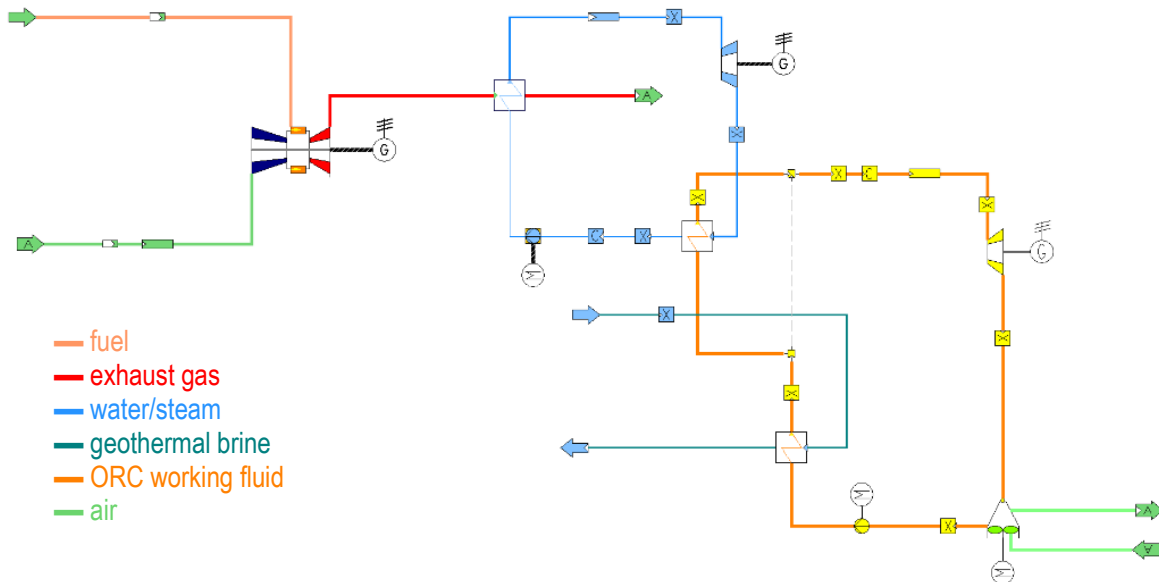 X
G
A
X
G
X C
X
X
C X
A
G
M
X
X
fuel
exhaust gas
X
water/steam
geothermal brine
ORC working fluid
M
air
A
X
A
M